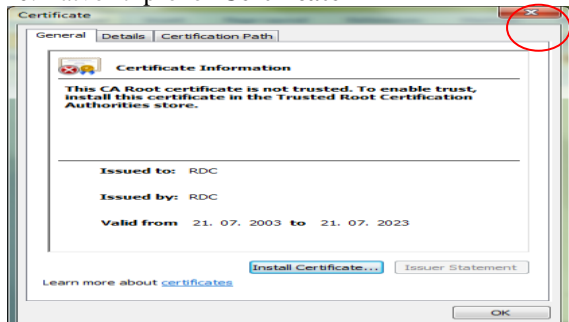 Certificate
General Details Certification Path
Certificate Information
This CA Root certificate is not trusted. To enable trust,
install this certificate in the Trusted Root Certification
Authorities store.
Issued to: RDC
Issued by: RDC
Valid from 21. 07. 2003 to 21. 07. 2023
Install Certificate... Issuer Statement
Learn more about certificates
OK